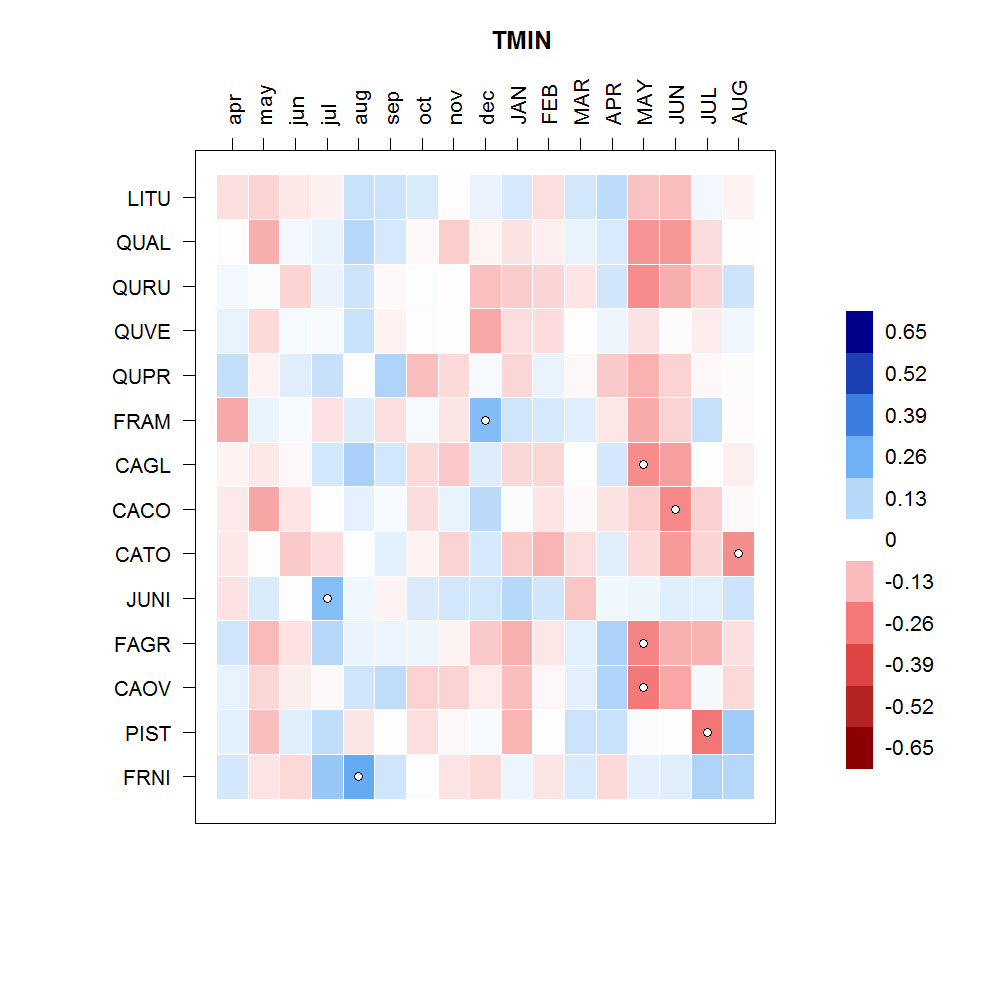 TMIN
apr may jun jul aug sep oct nov dec JAN FEB MAR APR MAY JUN JUL AUG
LITU
QUAL
QURU
QUVE
QUPR
FRAM
CAGL
CACO
CATO
JUNI
FAGR
CAOV
PIST
FRNI
0.65
0.52
0.39
0.26
0.13
0
-0.13
-0.26
-0.39
-0.52
-0.65